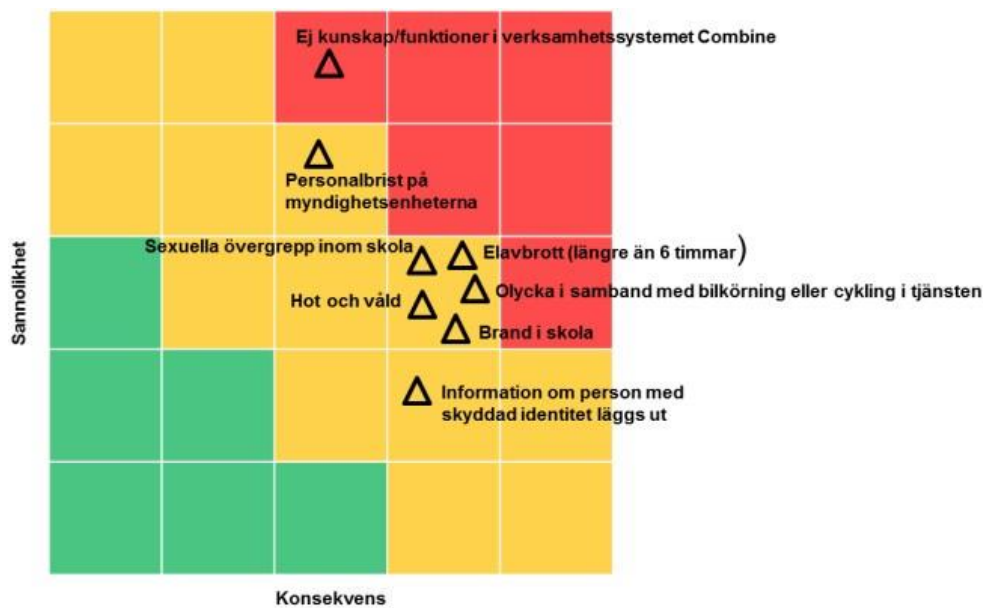 Ej kunskap/funktioner i verksamhetssystemet Combine
Personalbrist på
myndighetsenheterna
Sexuella övergrepp inom skola
Elavbrott (längre än 6 timmar)
Olycka i samband med bilkörning eller cykling i tjänsten
Hot och våld
Brand i skola
Information om person med
skyddad identitet läggs ut
Sannolikhet
Konsekvens